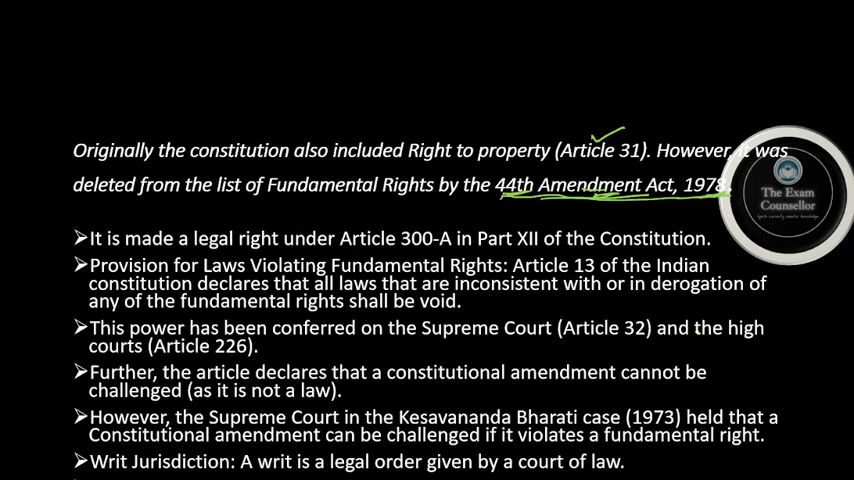 Originally the constitution also included Right to property (Article 31). However, it was
deleted from the list of Fundamental Rights by the 44th Amendment Act, 1978.
The Exam
Counsellor
➢It is made a legal right under Article 300-A in Part XII of the Constitution.
➢Provision for Laws Violating Fundamental Rights: Article 13 of the Indian
constitution declares that all laws that are inconsistent with or in derogation of
any of the fundamental rights shall be void.
➢This power has been conferred on the Supreme Court (Article 32) and the high
courts (Article 226).
➢Further, the article declares that a constitutional amendment cannot be
challenged (as it is not a law).
➢However, the Supreme Court in the Kesavananda Bharati case (1973) held that a
Constitutional amendment can be challenged if it violates a fundamental right.
➢Writ Jurisdiction: A writ is a legal order given by a court of law.